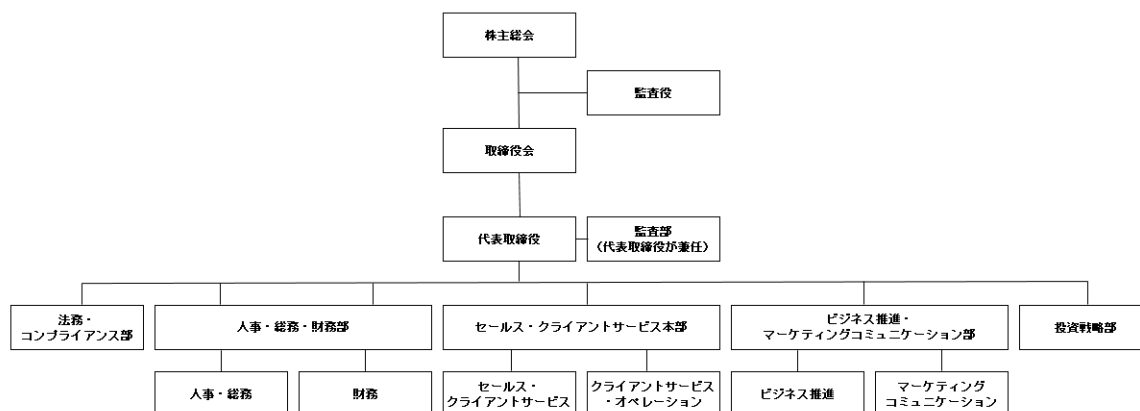 株主総会
監査役
取締役会
代表取締役
監査部
（代表取締役が兼任）
法務・
コンプライアンス部
人事・総務・財務部
セールス・クライアントサービス本部
ビジネス推進・
マーケティングコミュニケーション部
投資戦略部
人事・総務
財務
セールス・
クライアントサービス
クライアントサービス
・オペレーション
ビジネス推進
マーケティング
コミュニケーション